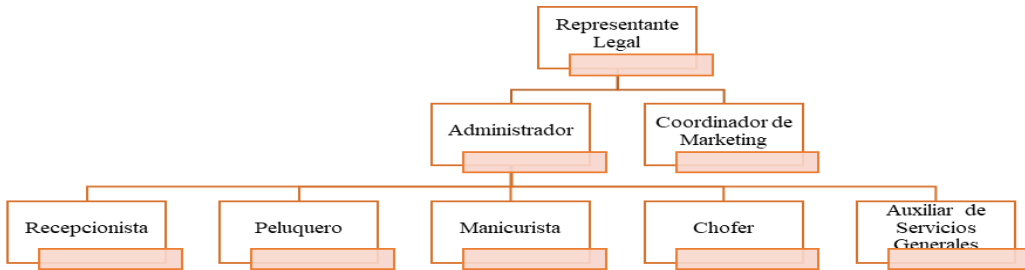 Representante
Legal
Administrador
Coordinador de
Marketing
Recepcionista
Peluquero
Manicurista
Chofer
Auxiliar de
Servicios
Generales